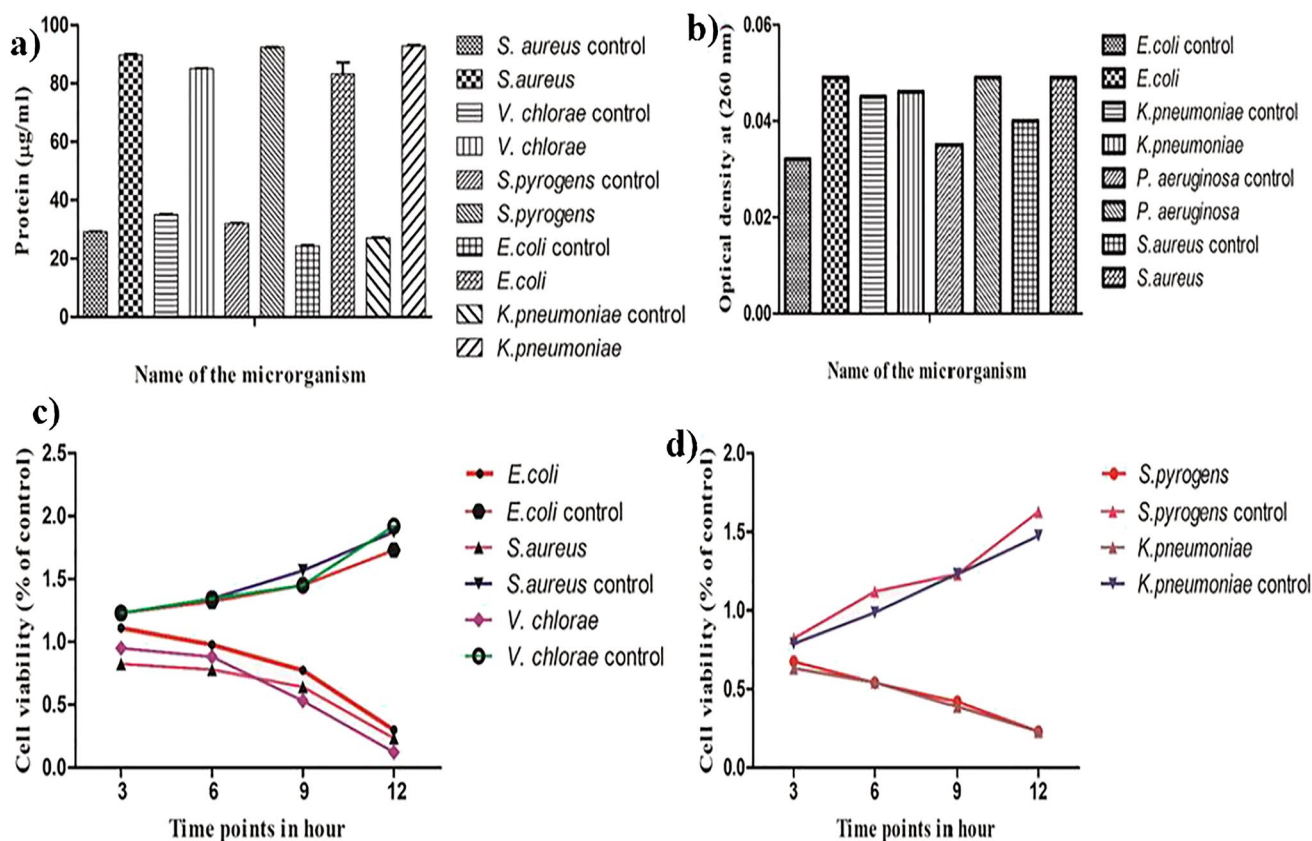 a)
Protein (µg/ml)
100
80
60
40
20
0
Name of the microrganism
S. aureus control
S.aureus
V. chlorae control
V. chlorae
S.pyrogens control
S.pyrogens
E.coli control
E.coli
K.pneumoniae control
K.pneumoniae
b)
Optical density at (260 nm)
0.06
0.04
0.02
0.00
Name of the microrganism
E.coli control
E.coli
K.pneumoniae control
K.pneumoniae
P. aeruginosa control
P. aeruginosa
S.aureus control
S.aureus
c)
Cell viability (% of control)
2.5
2.0
1.5
1.0
0.5
0.0
3 6 9 12
Time points in hour
E.coli
E.coli control
S.aureus
S.aureus control
V. chlorae
V. chlorae control
d)
Cell viability (% of control)
2.0
1.5
1.0
0.5
0.0
3 6 9 12
Time points in hour
S.pyrogens
S.pyrogens control
K.pneumoniae
K.pneumoniae control